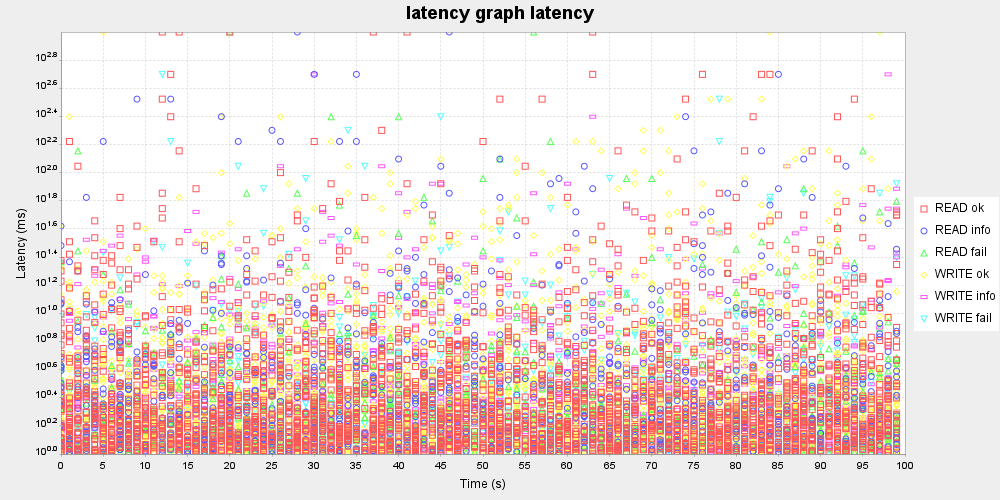 latency graph latency
Latency (ms)
10^2.8
10^2.6
10^2.4
10^2.2
10^2.0
10^1.8
10^1.6
10^1.4
10^1.2
10^1.0
10^0.8
10^0.6
10^0.4
10^0.2
10^0.0
0 5 10 15 20 25 30 35 40 45 50 55 60 65 70 75 80 85 90 95 100
Time (s)
READ ok
READ info
READ fail
WRITE ok
WRITE info
WRITE fail